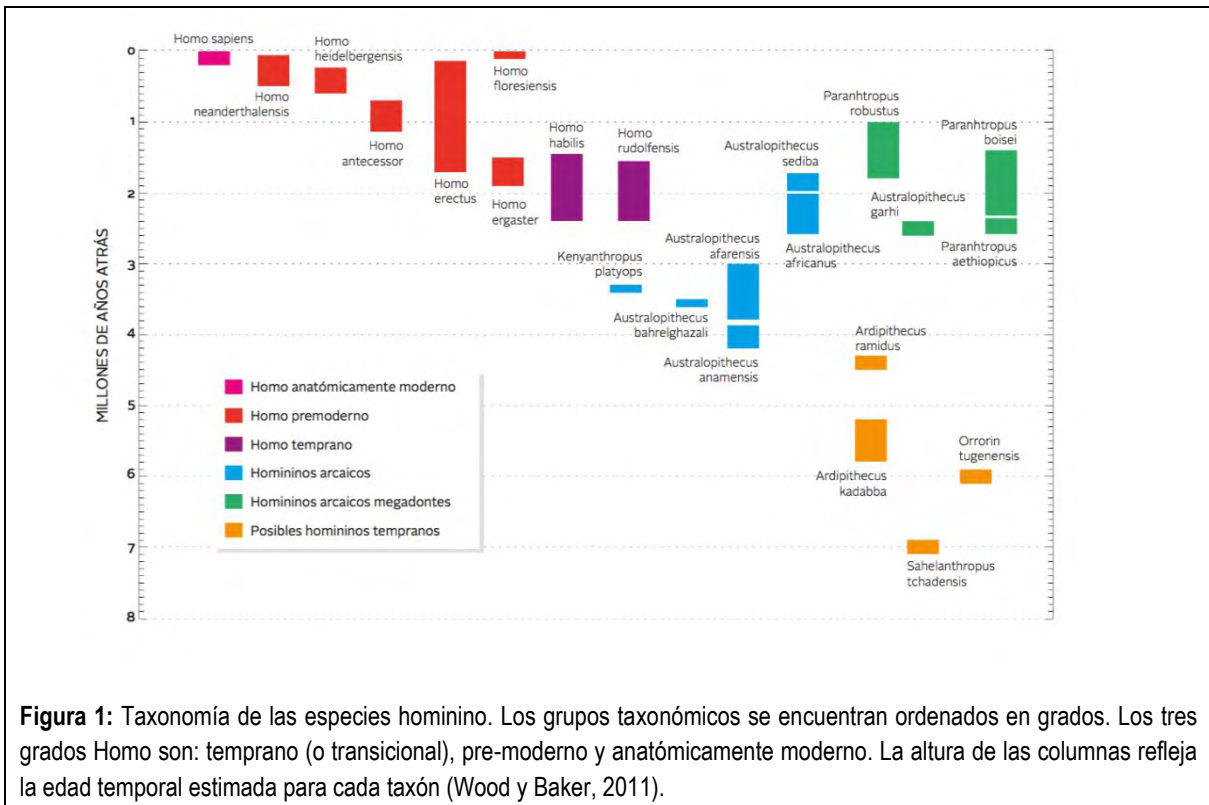 Homo sapiens
Homo
heidelbergensis
Homo
neanderthalensis
Homo
antecessor
Homo
erectus
Homo
floresiensis
Homo
ergaster
Homo
habilis
Homo
rudolfensis
Kenyanthropus
platyops
Australopithecus
bahrelghazali
Australopithecus
afarensis
Australopithecus
anamensis
Australopithecus
sediba
Australopithecus
africanus
Paranhtropus
robustus
Australopithecus
garhi
Paranhtropus
boisei
Paranhtropus
aethiopicus
Ardipithecus
ramidus
Ardipithecus
kadabba
Orrorin
tugenensis
Sahelanthropus
tchadensis
MILLONES DE AÑOS ATRÁS
0
1
2
3
4
5
6
7
8
Homo anatómicamente moderno
Homo premoderno
Homo temprano
Homininos arcaicos
Homininos arcaicos megadontes
Posibles homininos tempranos
Figura 1: Taxonomía de las especies hominino. Los grupos taxonómicos se encuentran ordenados en grados. Los tres
grados Homo son: temprano (o transicional), pre-moderno y anatómicamente moderno. La altura de las columnas refleja
la edad temporal estimada para cada taxón (Wood y Baker, 2011).